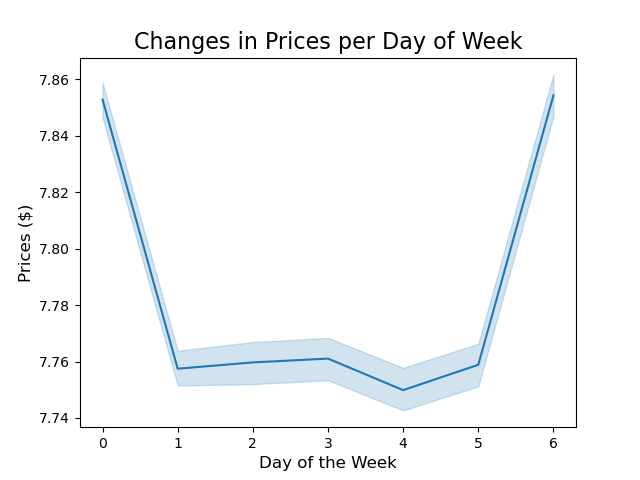 Changes in Prices per Day of Week
Prices ($)
7.86
7.84
7.82
7.80
7.78
7.76
7.74
0 1 2 3 4 5 6
Day of the Week